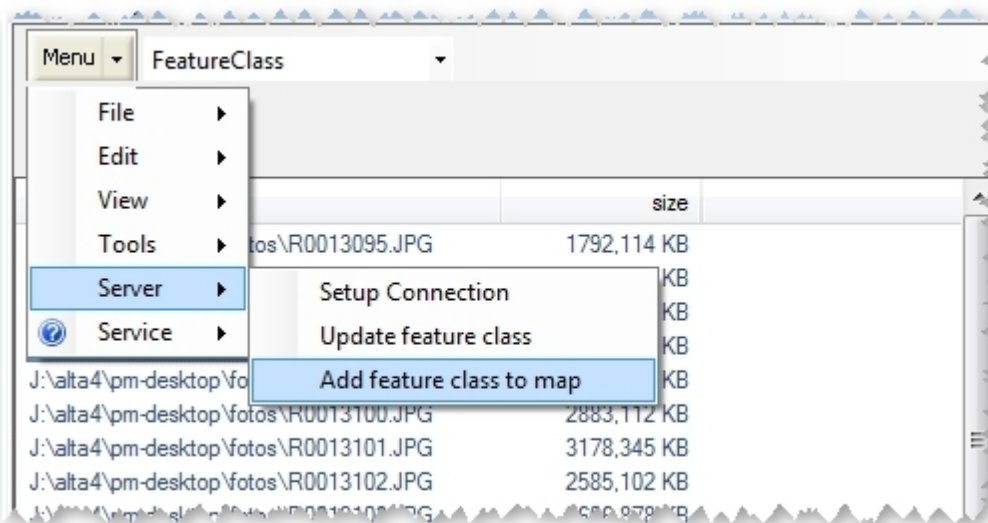 Menu FeatureClass
File
Edit
View
size
Tools tos\R0013095.JPG 1792,114 KB
Server Setup Connection KB
KB
Service Update feature class KB
J:\alta4\pm-desktop\fo Add feature class to map KB
J:\alta4\pm-desktop\fotos\R0013100.JPG 2883,112 KB
J:\alta4\pm-desktop\fotos\R0013101.JPG 3178,345 KB
J:\alta4\pm-desktop\fotos\R0013102.JPG 2585,102 KB